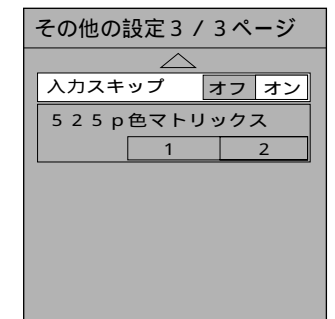 その他の設定３／３ページ
入力スキップ オフ オン
５２５ｐ色マトリックス
１ ２